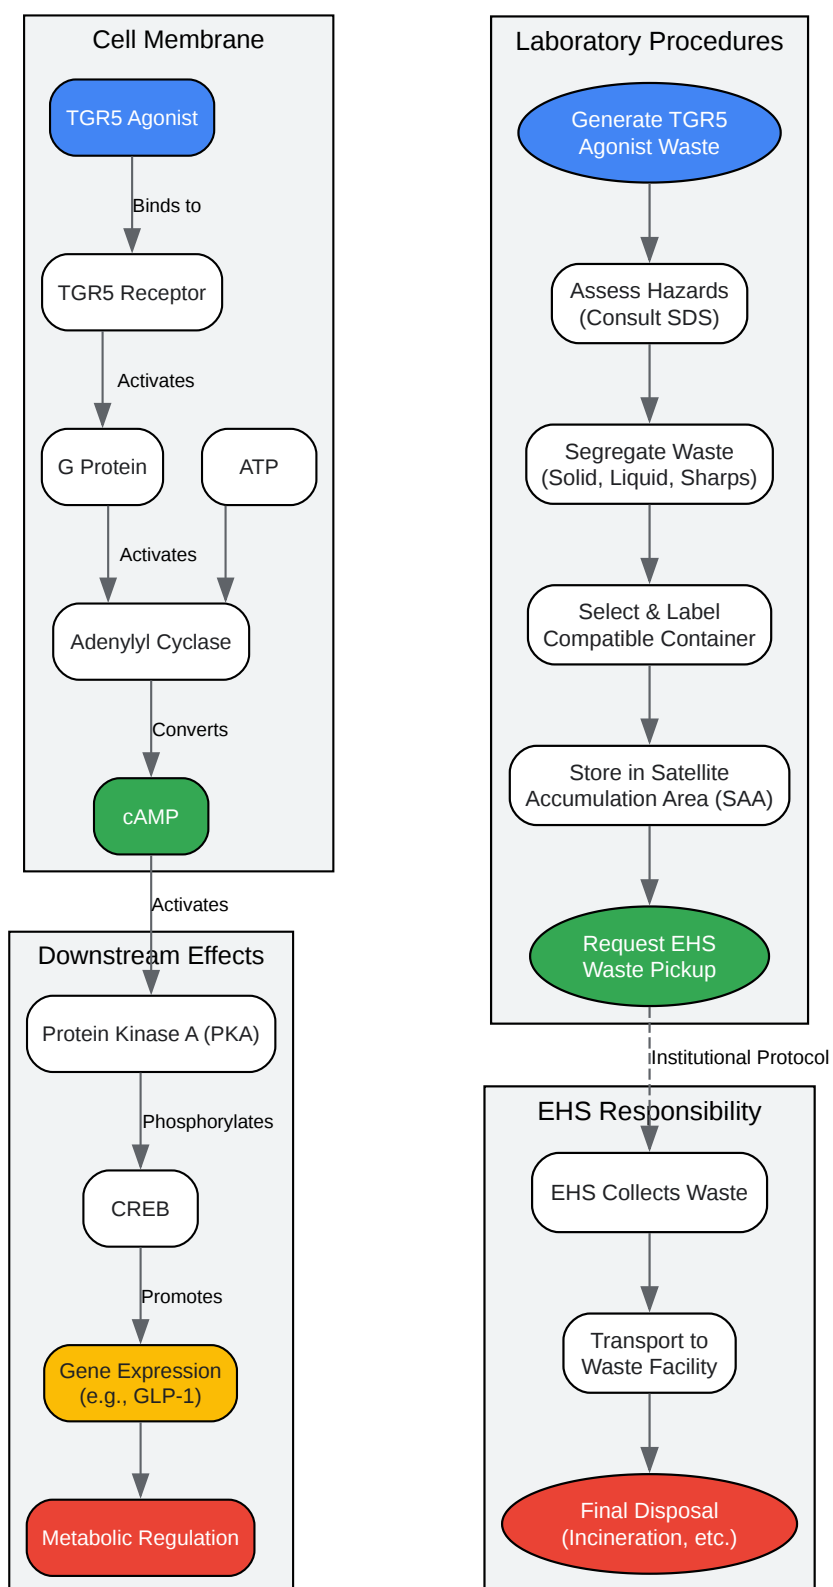 Cell Membrane
TGR5 Agonist
Binds to
TGR5 Receptor
Activates
G Protein
ATP
Activates
Adenylyl Cyclase
Converts
cAMP
Activates
Downstream Effects
Protein Kinase A (PKA)
Phosphorylates
CREB
Promotes
Gene Expression
(e.g., GLP-1)
Metabolic Regulation
Laboratory Procedures
Generate TGR5
Agonist Waste
Assess Hazards
(Consult SDS)
Segregate Waste
(Solid, Liquid, Sharps)
Select & Label
Compatible Container
Store in Satellite
Accumulation Area (SAA)
Request EHS
Waste Pickup
Institutional Protocol
EHS Responsibility
EHS Collects Waste
Transport to
Waste Facility
Final Disposal
(Incineration, etc.)